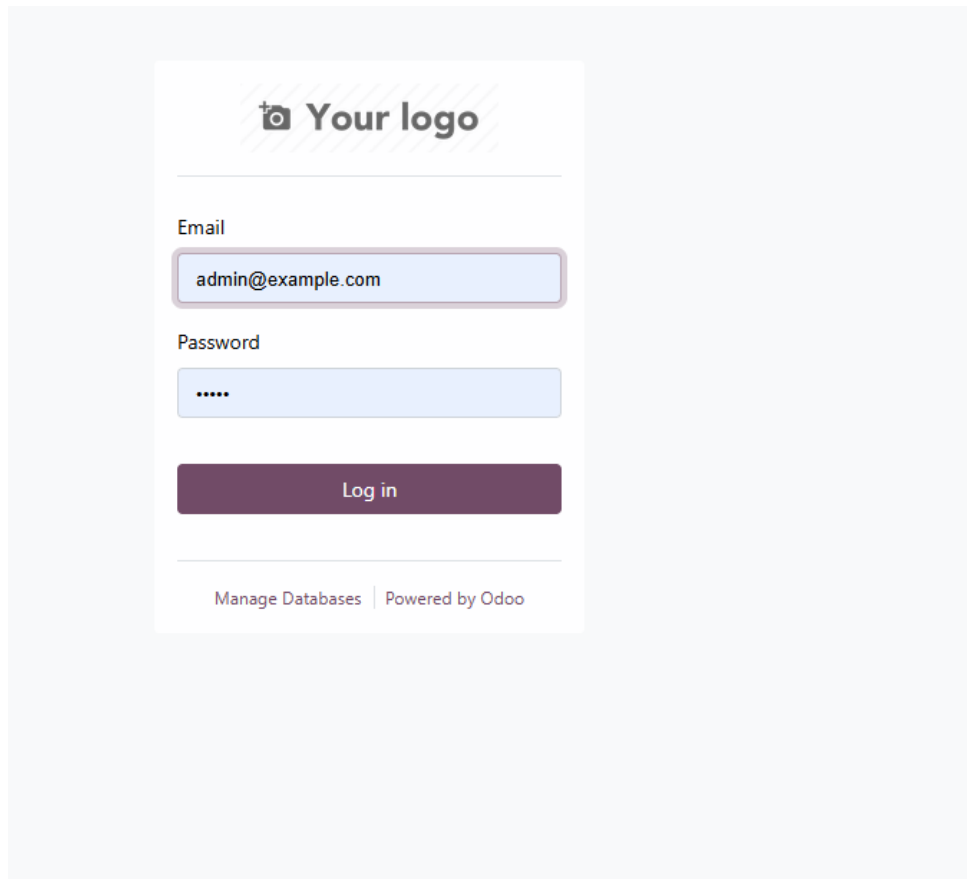 Your logo
Email
admin@example.com
Password
•••••
Log in
Manage Databases
Powered by Odoo